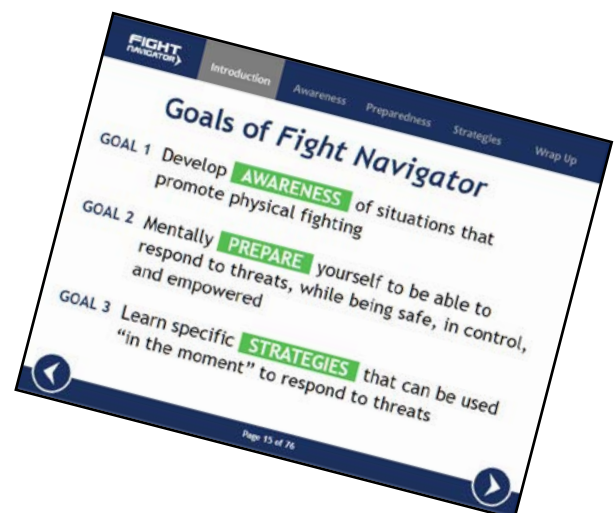 FIGHT
NAVIGATOR
Introduction
Awareness
Preparedness
Strategies
Wrap Up
Goals of Fight Navigator
GOAL 1 Develop AWARENESS of situations that
promote physical fighting
GOAL 2 Mentally PREPARE yourself to be able to
respond to threats, while being safe, in control,
and empowered
GOAL 3 Learn specific STRATEGIES that can be used
“in the moment” to respond to threats
Page 15 of 76